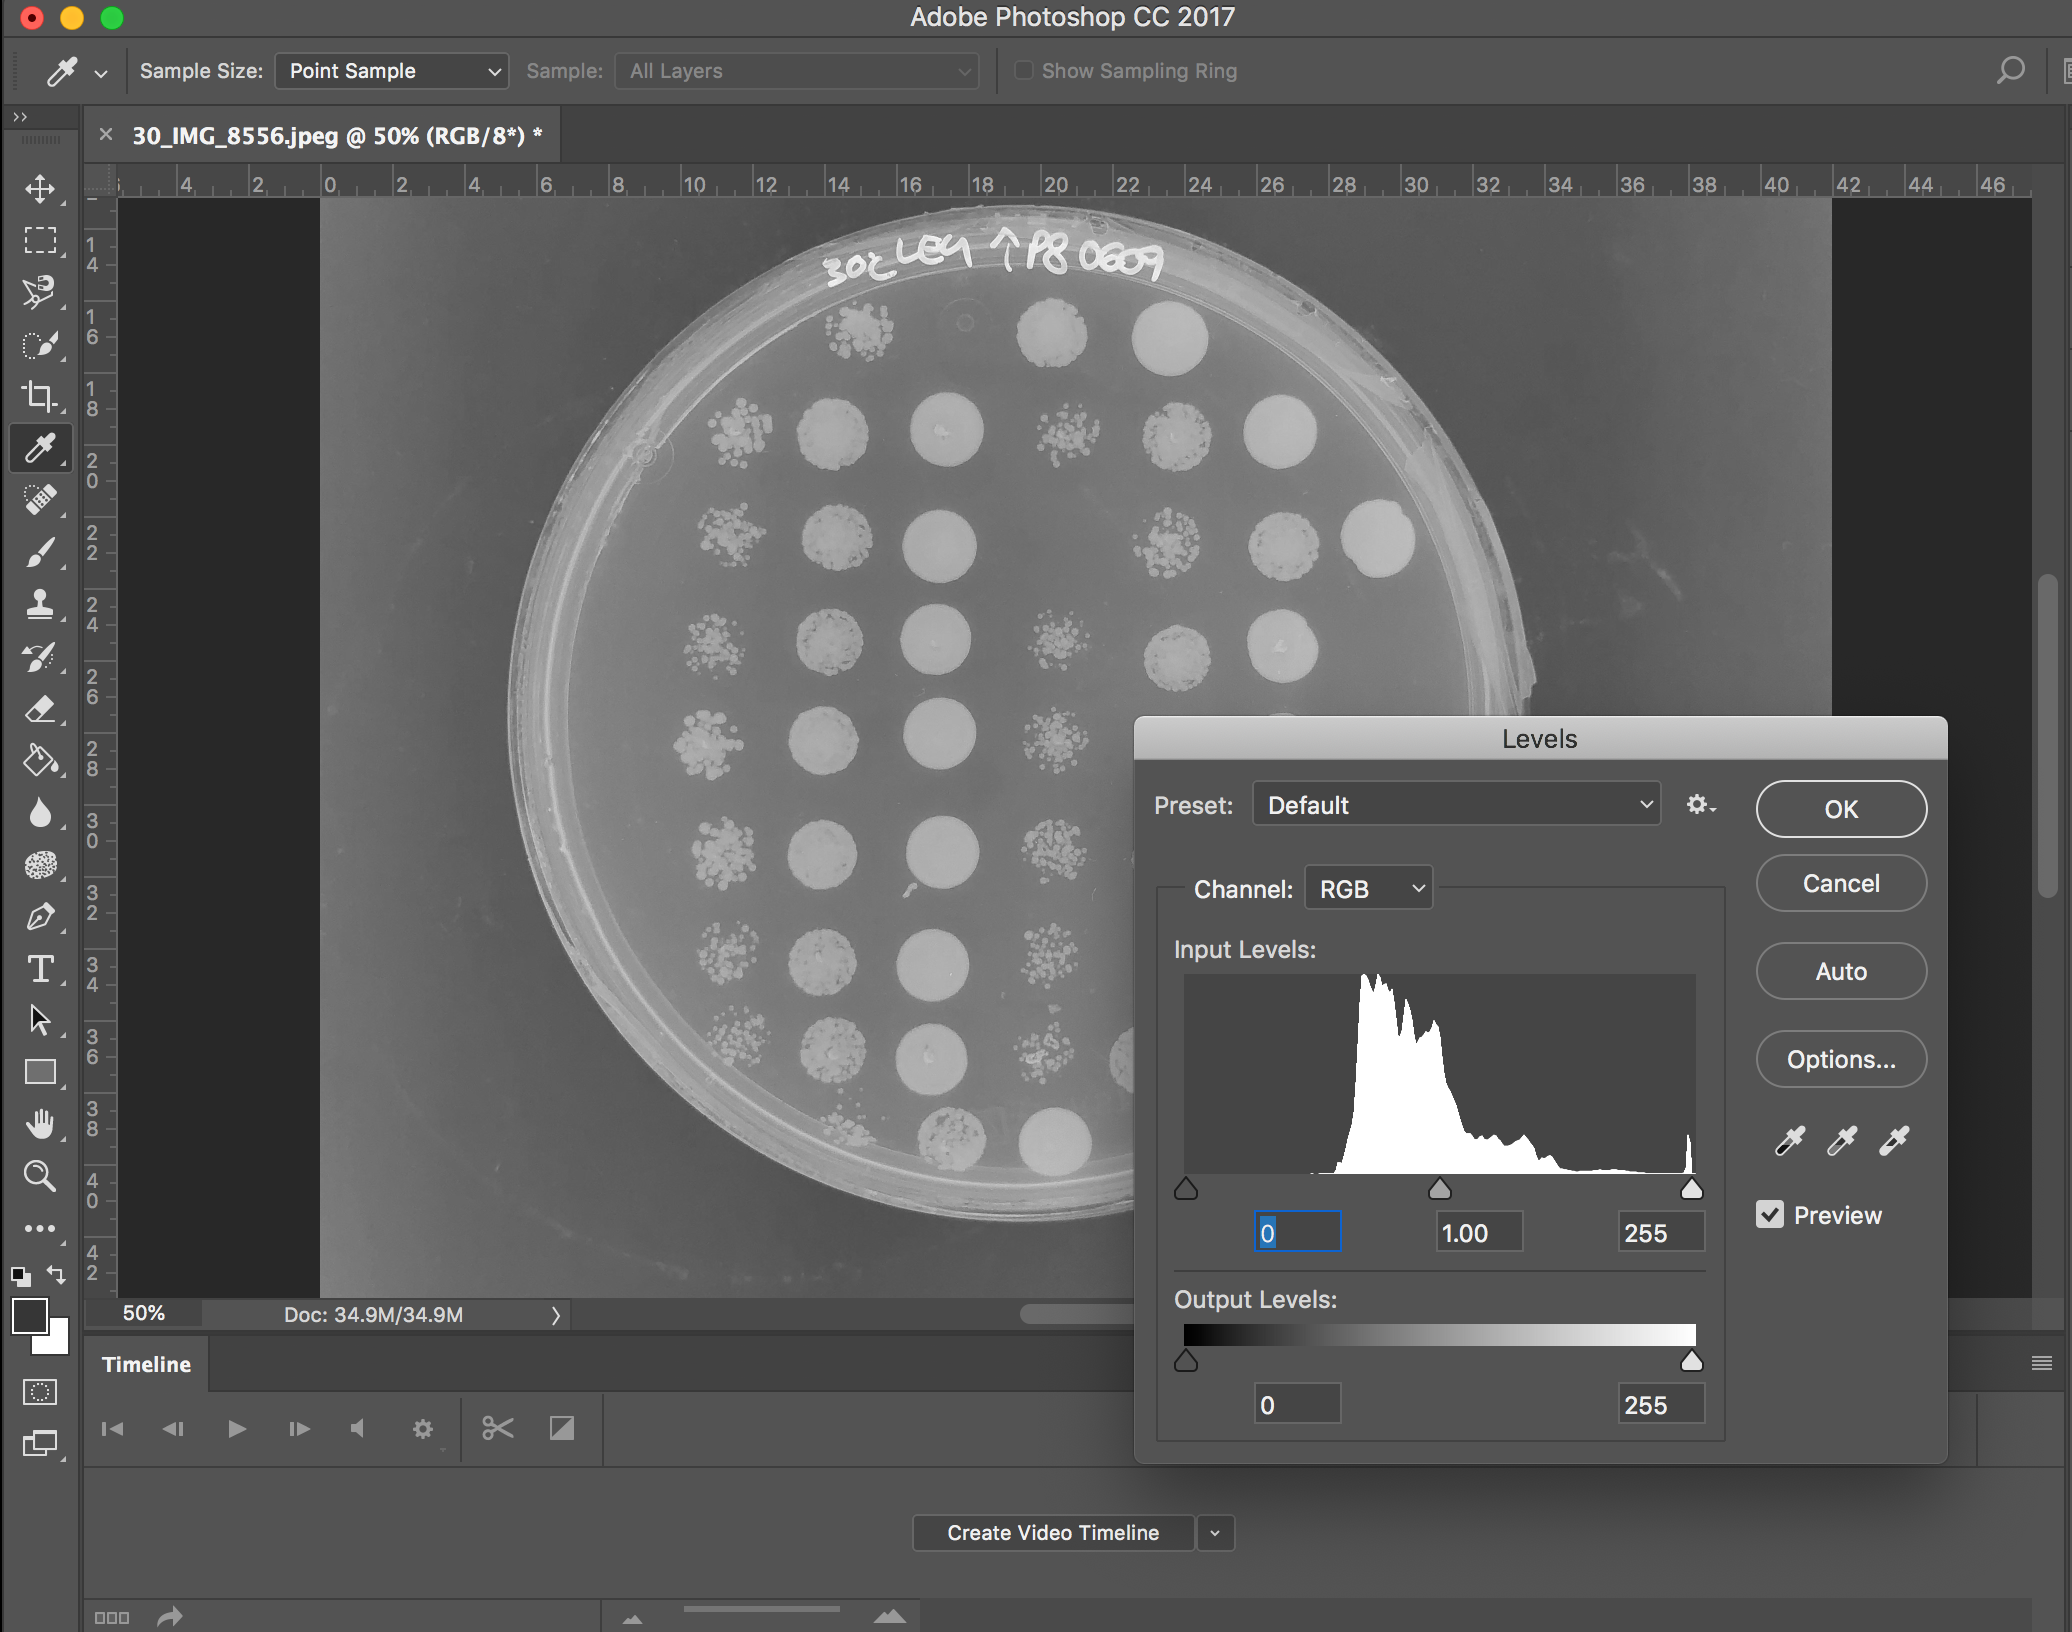 Adobe Photoshop CC 2017
Sample Size: Point Sample Sample: All Layers Show Sampling Ring
30_IMG_8556.jpeg @ 50% (RGB/8*) *
4 2 0 2 4 6 8 10 12 14 16 18 20 22 24 26 28 30 32 34 36 38 40 42 44 46
14
16
18
20
22
24
26
28
30
32
34
36
38
40
42
30℃ LEU ↑ P8 0609
Levels
Preset: Default
OK
Cancel
Channel: RGB
Input Levels:
Auto
Options...
0 1.00 255
Preview
Output Levels:
0 255
50% Doc: 34.9M/34.9M
Timeline
Create Video Timeline